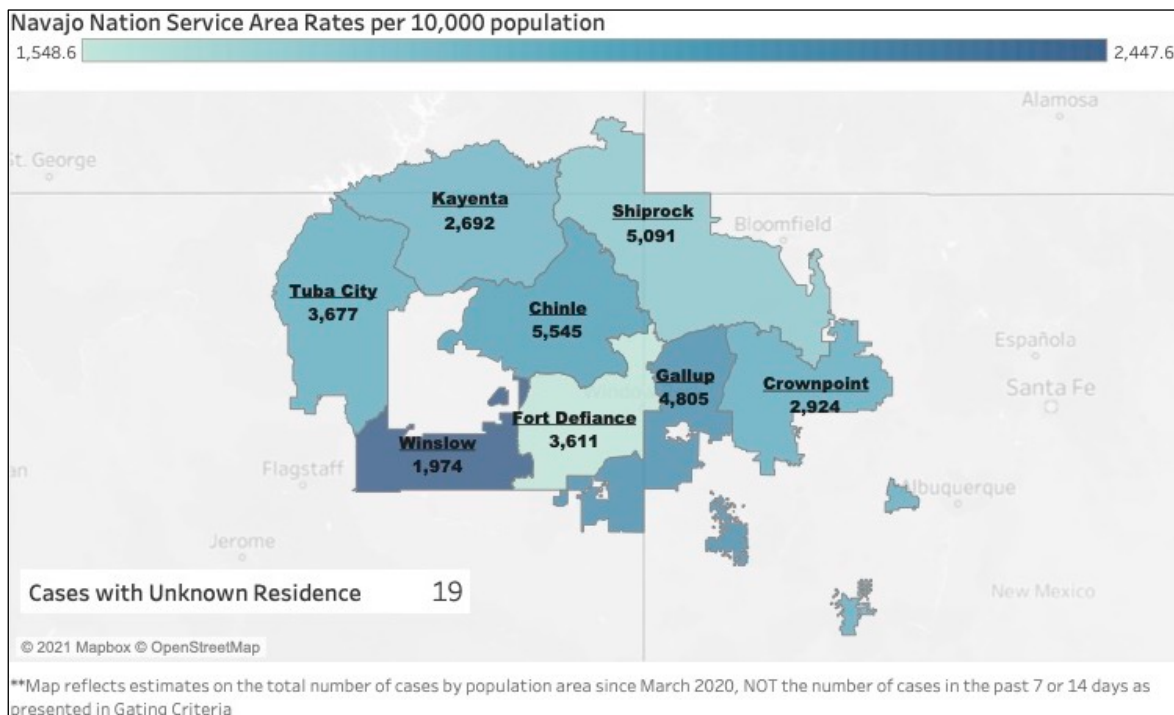 Navajo Nation Service Area Rates per 10,000 population
1,548.6
2,447.6
Alamosa
St. George
Kayenta
2,692
Shiprock
5,091
Bloomfield
Tuba City
3,677
Chinle
5,545
Española
Gallup
4,805
Crownpoint
2,924
Santa Fe
Fort Defiance
3,611
Winslow
1,974
Flagstaff
Albuquerque
Jerome
Cases with Unknown Residence 19
New Mexico
© 2021 Mapbox © OpenStreetMap
**Map reflects estimates on the total number of cases by population area since March 2020, NOT the number of cases in the past 7 or 14 days as
presented in Gating Criteria